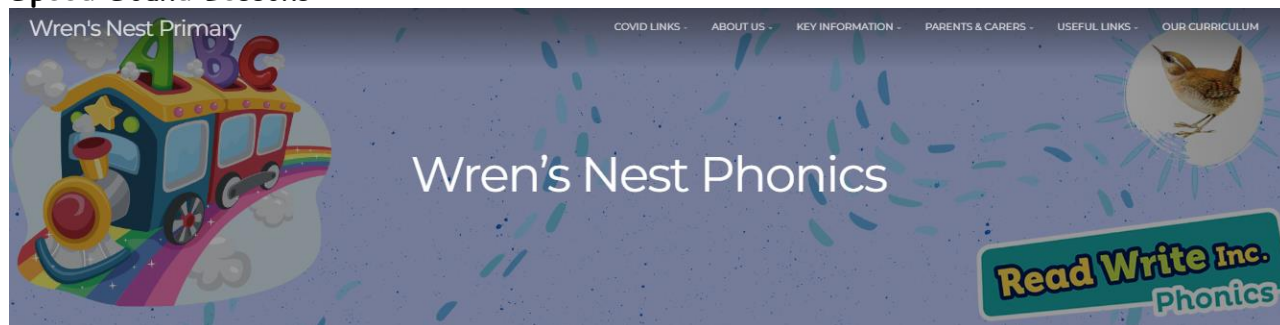 Wren's Nest Primary
COVID LINKS - ABOUT US - KEY INFORMATION - PARENTS & CARERS - USEFUL LINKS - OUR CURRICULUM
A B C
Wren's Nest Phonics
Read Write Inc.
Phonics